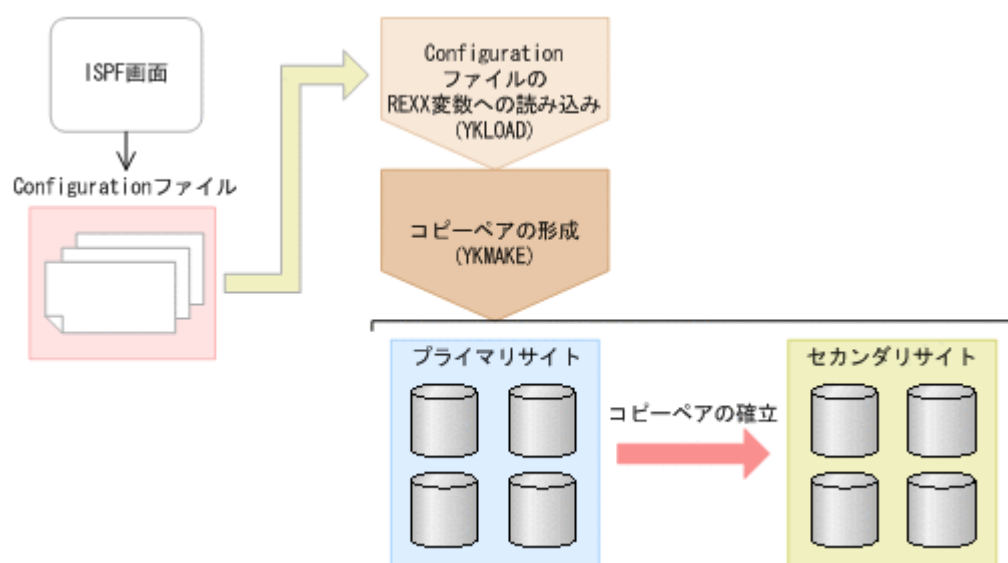 ISPF画面
Configurationファイル
Configuration
ファイルの
REXX変数への読み込み
(YKLOAD)
コピーペアの形成
(YKMAKE)
プライマリサイト
コピーペアの確立
セカンダリサイト